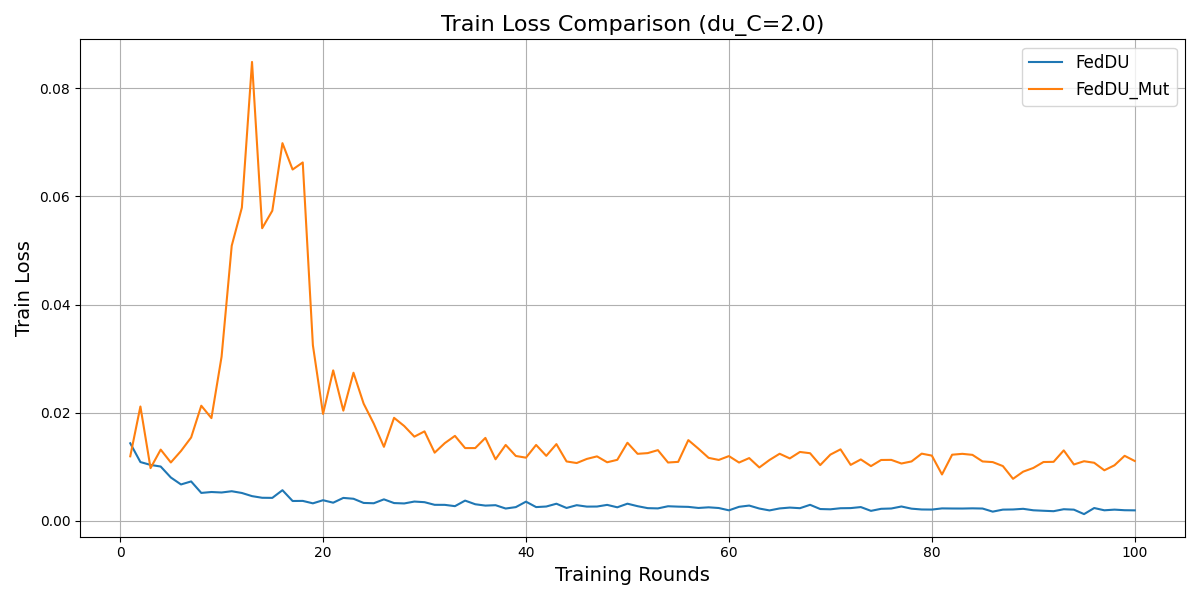 Train Loss Comparison (du_C=2.0)
FedDU
FedDU_Mut
Train Loss
0.08
0.06
0.04
0.02
0.00
0 20 40 60 80 100
Training Rounds